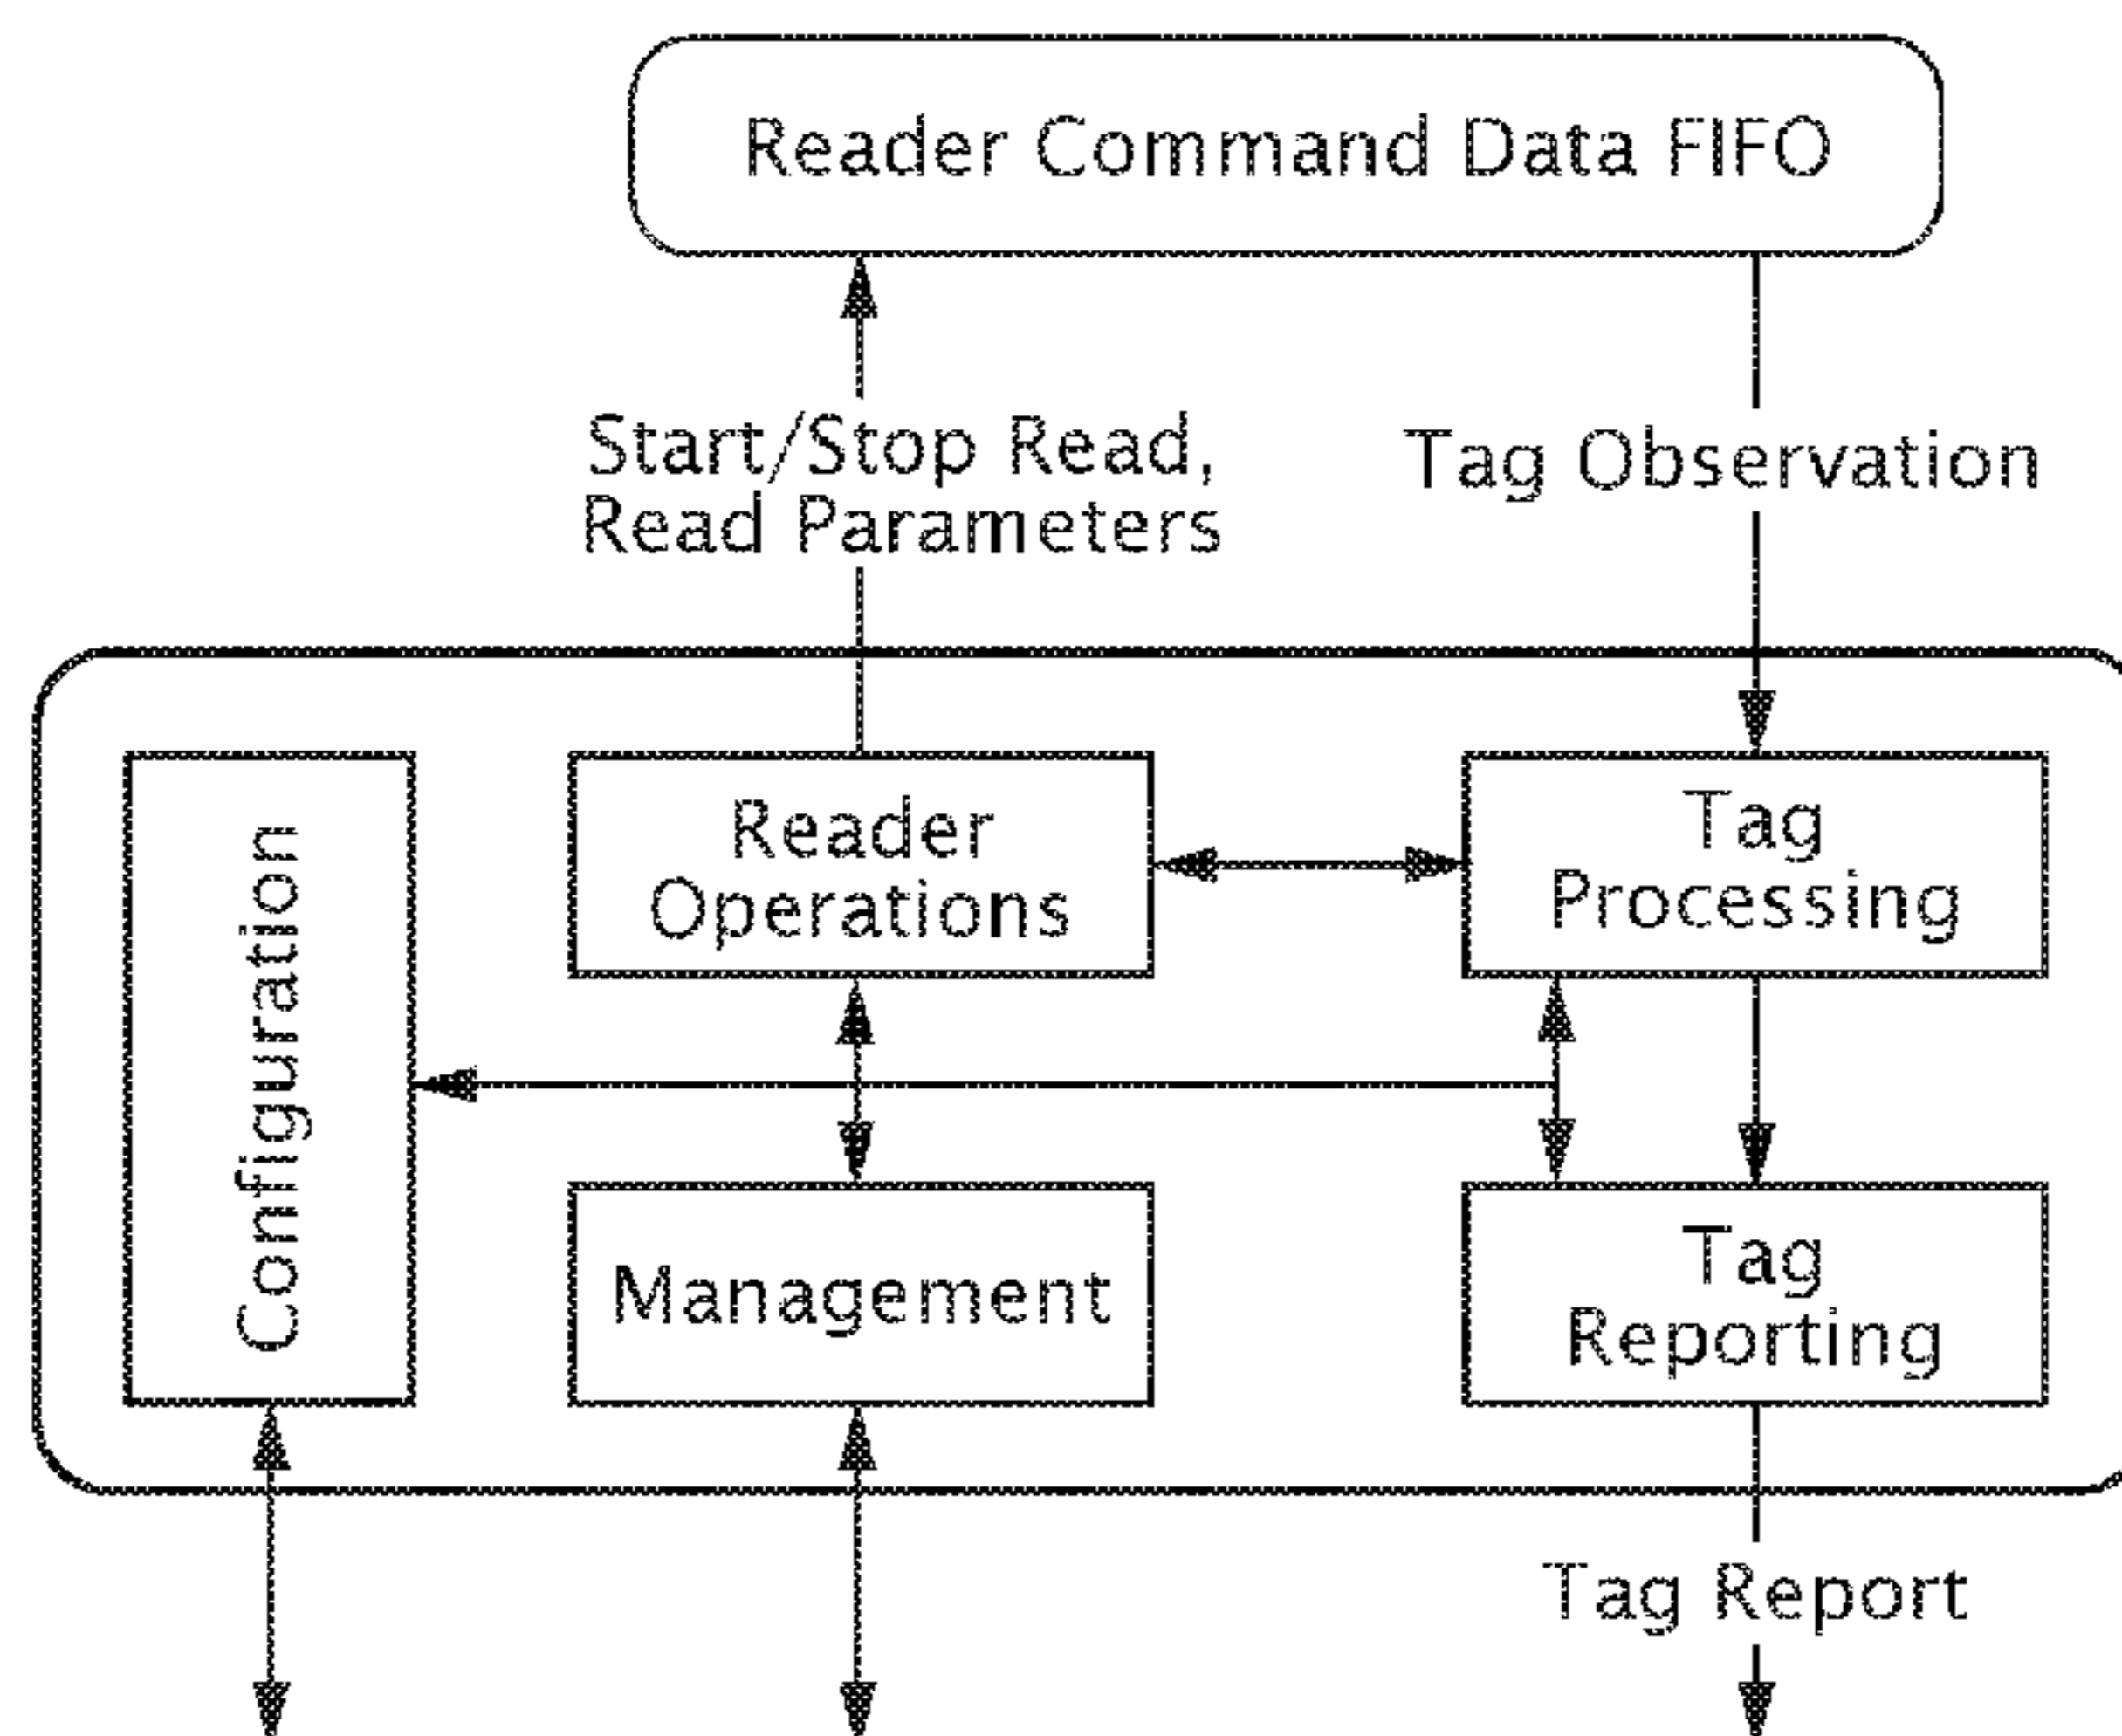 Reader Command Data FIFO
Start/Stop Read,
Read Parameters
Tag Observation
Configuration
Reader
Operations
Tag
Processing
Management
Tag
Reporting
Tag Report